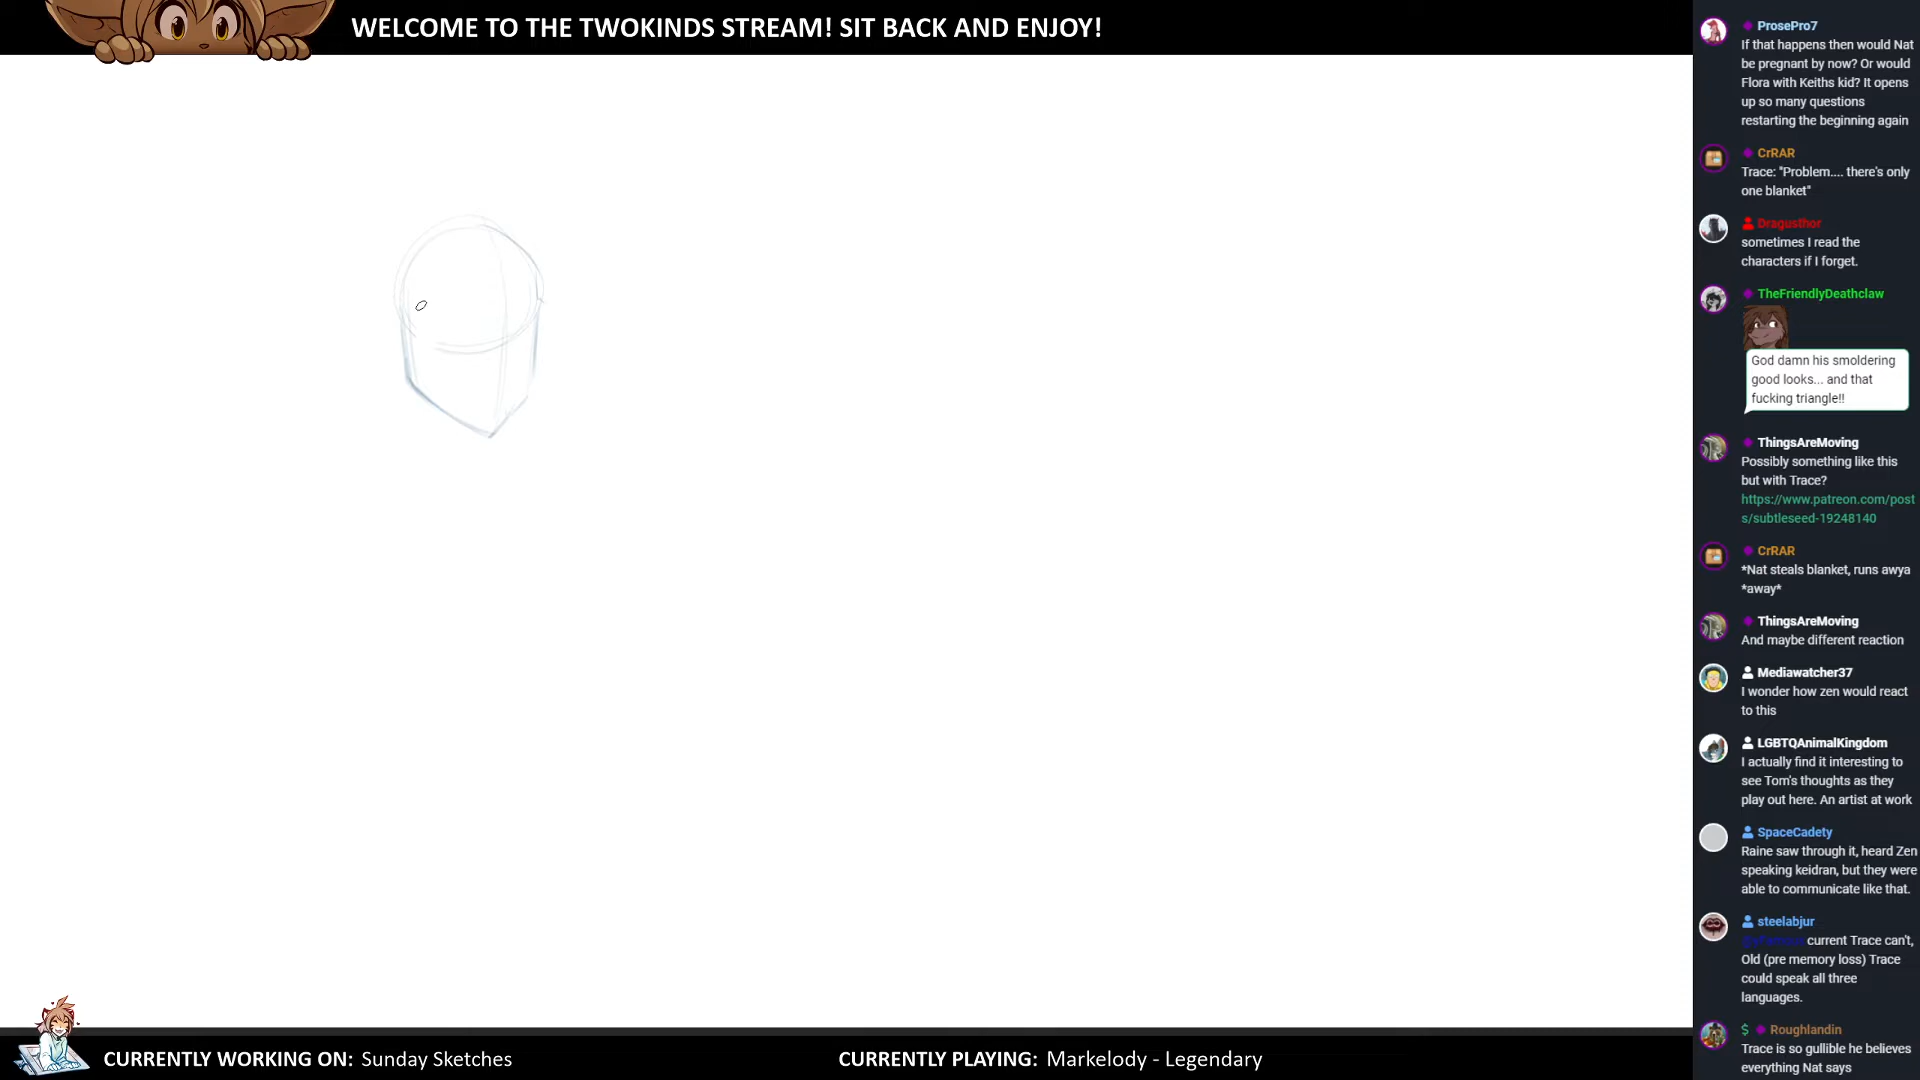 WELCOME TO THE TWOKINDS STREAM! SIT BACK AND ENJOY!
ProsePro7
If that happens then would Nat
be pregnant by now? Or would
Flora with Keiths kid? It opens
up so many questions
restarting the beginning again
CrRAR
Trace: "Problem.... there's only
one blanket"
Dragusthor
sometimes I read the
characters if I forget.
TheFriendlyDeathclaw
God damn his smoldering
good looks... and that
fucking triangle!!
ThingsAreMoving
Possibly something like this
but with Trace?
https://www.patreon.com/post
s/subtleseed-19248140
CrRAR
*Nat steals blanket, runs awya
*away*
ThingsAreMoving
And maybe different reaction
Mediawatcher37
I wonder how zen would react
to this
LGBTQAnimalKingdom
I actually find it interesting to
see Tom's thoughts as they
play out here. An artist at work
SpaceCadety
Raine saw through it, heard Zen
speaking keidran, but they were
able to communicate like that.
steelabjur
current Trace can't,
Old (pre memory loss) Trace
could speak all three
languages.
$ Roughlandin
Trace is so gullible he believes
everything Nat says
CURRENTLY WORKING ON: Sunday Sketches
CURRENTLY PLAYING: Markelody - Legendary